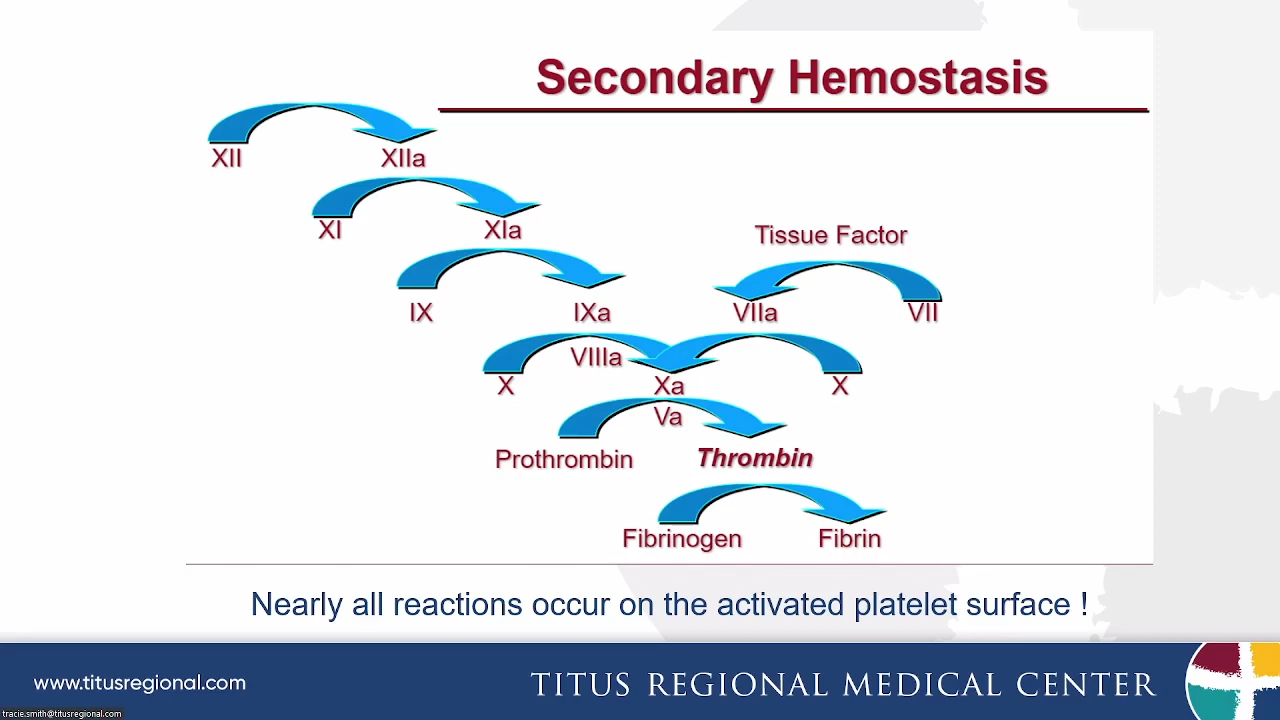 Secondary Hemostasis
XII XIIa
XI XIa
Tissue Factor
IX IXa VIIa VII
VIIIa
X Xa X
Va
Prothrombin Thrombin
Fibrinogen Fibrin
Nearly all reactions occur on the activated platelet surface !
www.titusregional.com TITUS REGIONAL MEDICAL CENTER
tracie.smith@titusregional.com